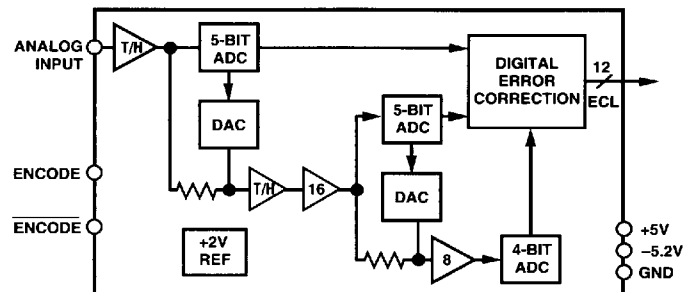 ANALOG
INPUT
T/H
5-BIT
ADC
DAC
T/H
16
5-BIT
ADC
DAC
8
4-BIT
ADC
DIGITAL
ERROR
CORRECTION
12
ECL
ENCODE
ENCODE
+2V
REF
+5V
–5.2V
GND